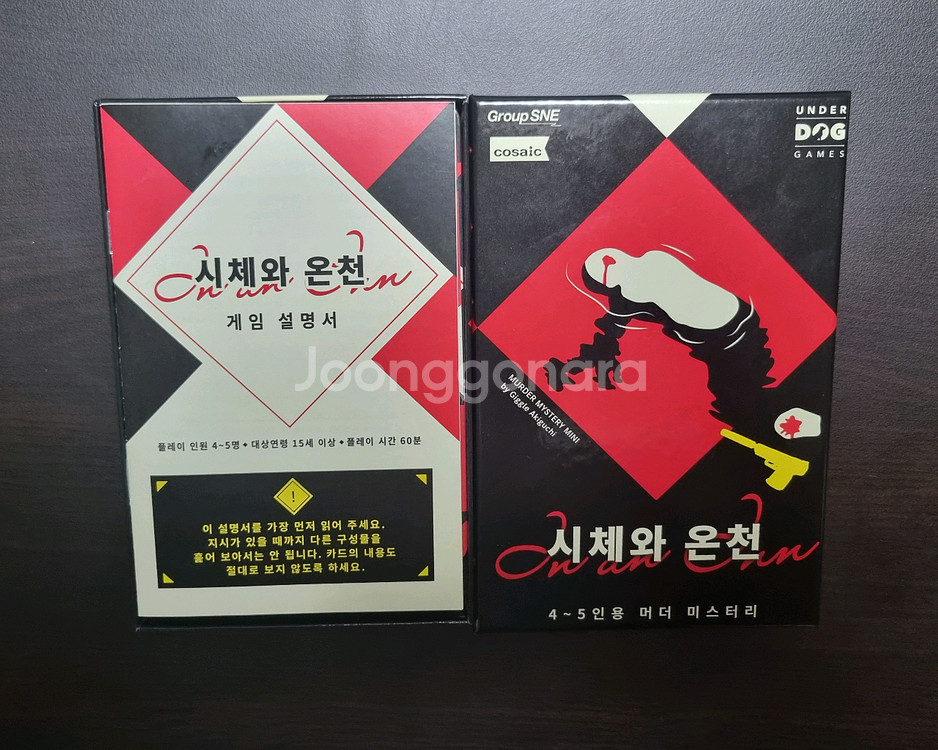 시체와 온천
게임 설명서
플레이 인원 4~5명 ◆ 대상연령 15세 이상 ◆ 플레이 시간 60분
!
이 설명서를 가장 먼저 읽어 주세요.
지시가 있을 때까지 다른 구성물을
훑어 보아서는 안 됩니다. 카드의 내용도
절대로 보지 않도록 하세요.
Group SNE
cosaic
UNDER
DOG
GAMES
MURDER MYSTERY MINI
by Giggle Akiguchi
시체와 온천
4~5인용 머더 미스터리
Joonggonara